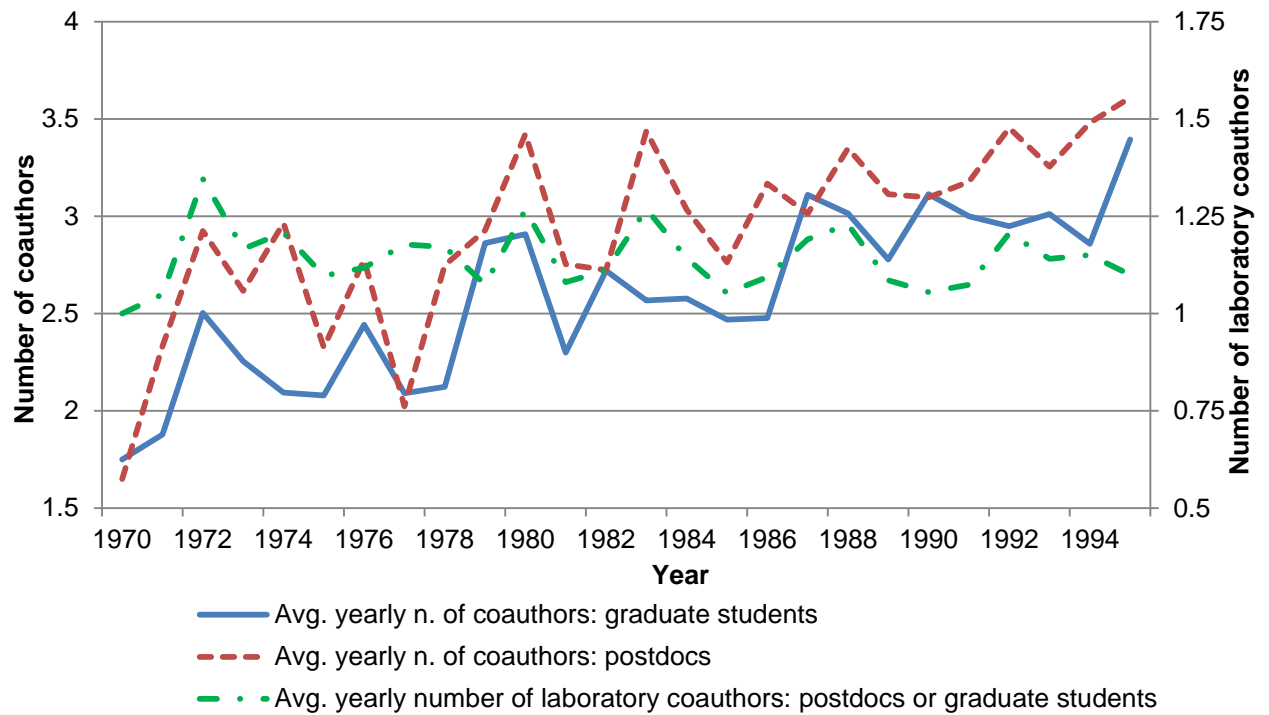 4
3.5
3
2.5
2
1.5
Number of coauthors
1.75
1.5
1.25
1
0.75
0.5
Number of laboratory coauthors
1970 1972 1974 1976 1978 1980 1982 1984 1986 1988 1990 1992 1994
Year
Avg. yearly n. of coauthors: graduate students
Avg. yearly n. of coauthors: postdocs
Avg. yearly number of laboratory coauthors: postdocs or graduate students